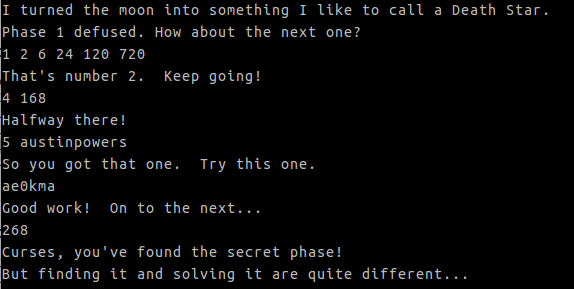 I turned the moon into something I like to call a Death Star.
Phase 1 defused. How about the next one?
1 2 6 24 120 720
That's number 2.  Keep going!
4 168
Halfway there!
5 austinpowers
So you got that one.  Try this one.
ae0kma
Good work!  On to the next...
268
Curses, you've found the secret phase!
But finding it and solving it are quite different...